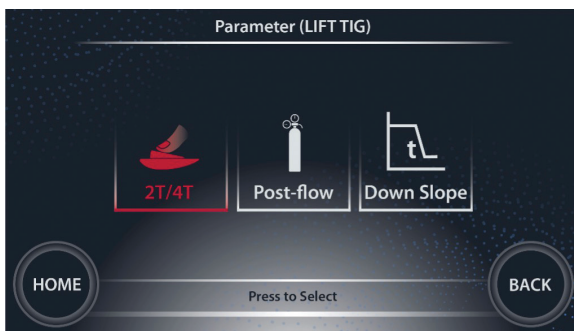 Parameter (LIFT TIG)
t
2T/4T
Post-flow
Down Slope
HOME
Press to Select
BACK